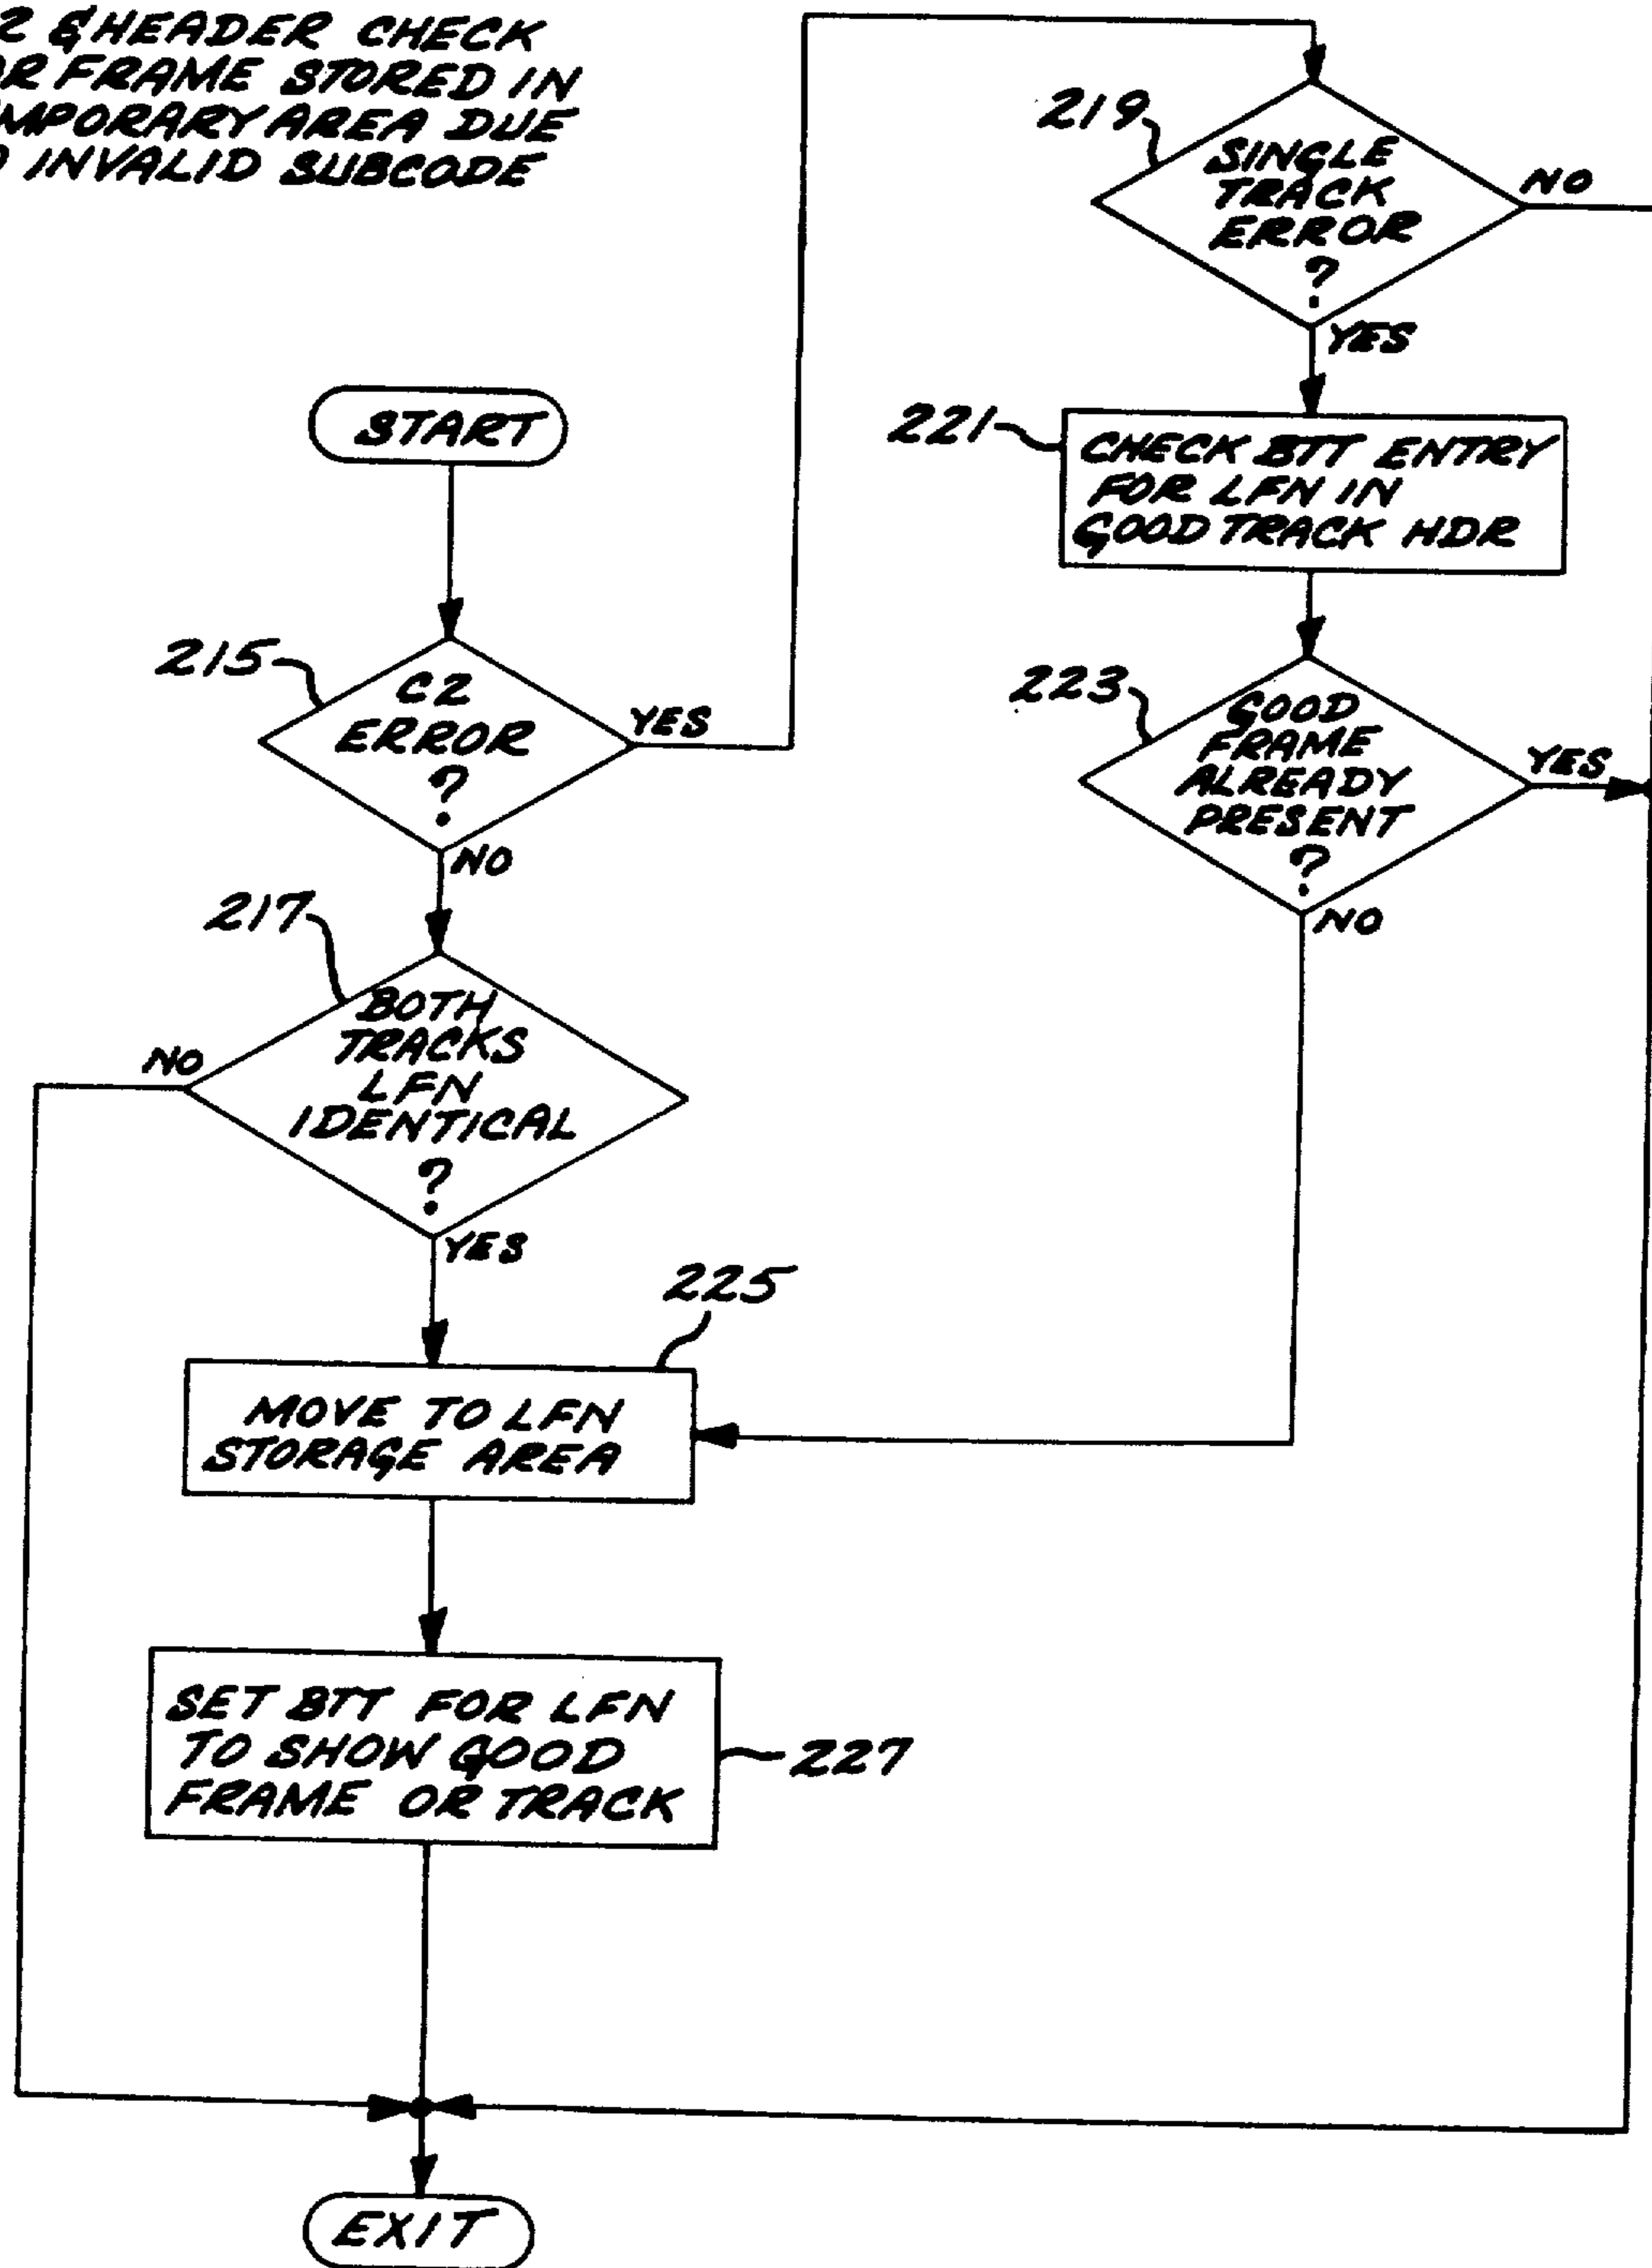 2 & HEADER CHECK
OR FRAME STORED IN
MPORARY AREA DUE
O INVALID SUBCODE
START
215
C2
ERROR
?
YES
NO
217
BOTH
TRACKS
LFN
IDENTICAL
?
NO
YES
219
SINGLE
TRACK
ERROR
?
NO
YES
221
CHECK BTT ENTRY
FOR LFN IN
GOOD TRACK HDR
223
GOOD
FRAME
ALREADY
PRESENT
?
YES
NO
225
MOVE TO LFN
STORAGE AREA
SET BTT FOR LFN
TO SHOW GOOD
FRAME OR TRACK
227
EXIT